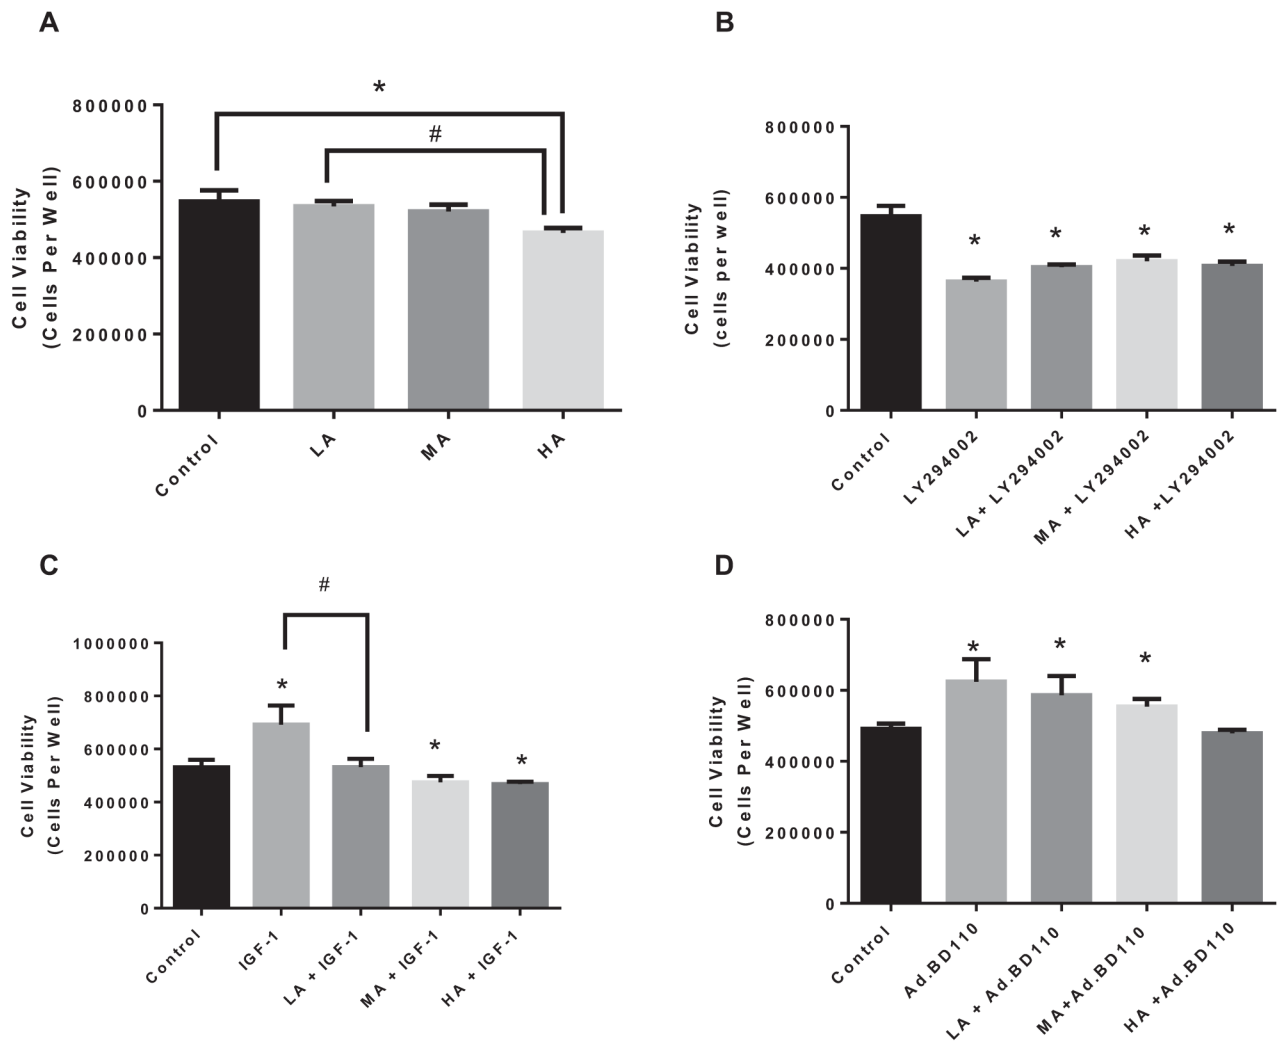 A
*
#
Cell Viability
(Cells Per Well)
800000
600000
400000
200000
0
Control
LA
MA
HA
B
Cell Viability
(cells per well)
800000
600000
400000
200000
0
*
*
*
*
Control
LY294002
LA+ LY294002
MA + LY294002
HA +LY294002
C
#
Cell Viability
(Cells Per Well)
1000000
800000
600000
400000
200000
0
*
*
*
Control
IGF-1
LA + IGF-1
MA + IGF-1
HA + IGF-1
D
Cell Viability
(Cells Per Well)
800000
600000
400000
200000
0
*
*
*
Control
Ad.BD110
LA + Ad.BD110
MA+Ad.BD110
HA +Ad.BD110